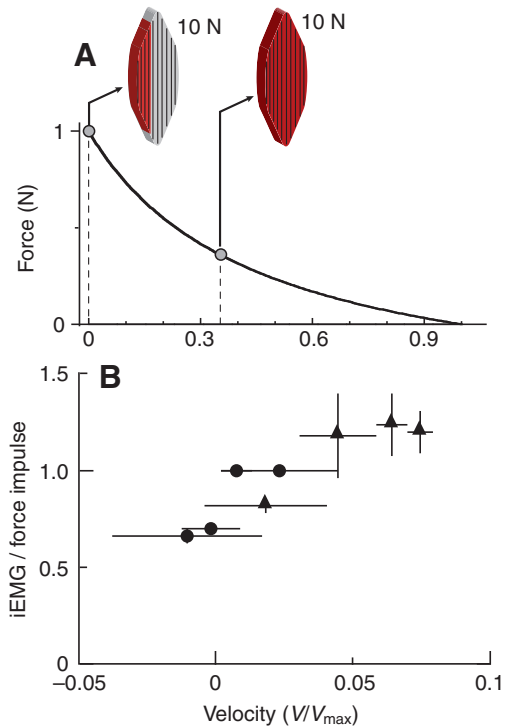 10 N
10 N
A
1
0
Force (N)
0
0.3
0.6
0.9
B
1.5
1.0
0.5
0
iEMG / force impulse
–0.05
0
0.05
0.1
Velocity (V/Vmax)